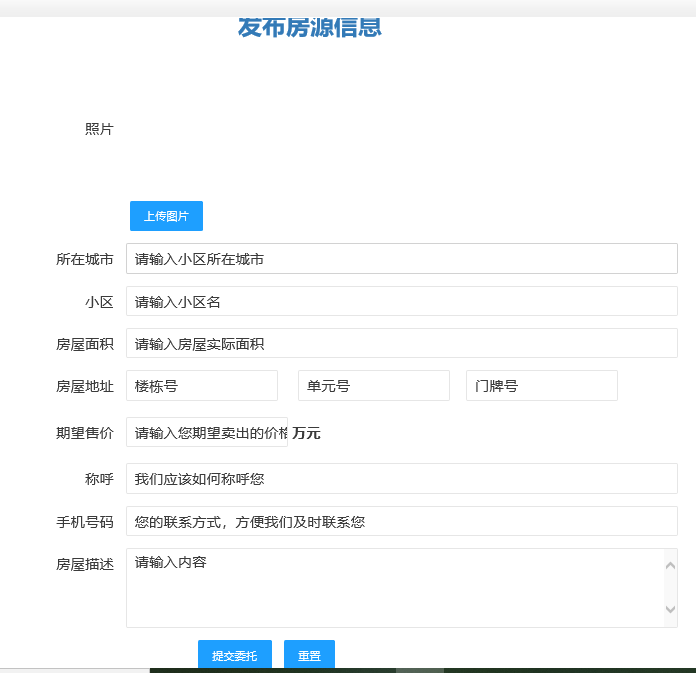 发布房源信息
照片
上传图片
所在城市 请输入小区所在城市
小区 请输入小区名
房屋面积 请输入房屋实际面积
房屋地址 楼栋号 单元号 门牌号
期望售价 请输入您期望卖出的价格 万元
称呼 我们应该如何称呼您
手机号码 您的联系方式，方便我们及时联系您
房屋描述 请输入内容
提交委托 重置